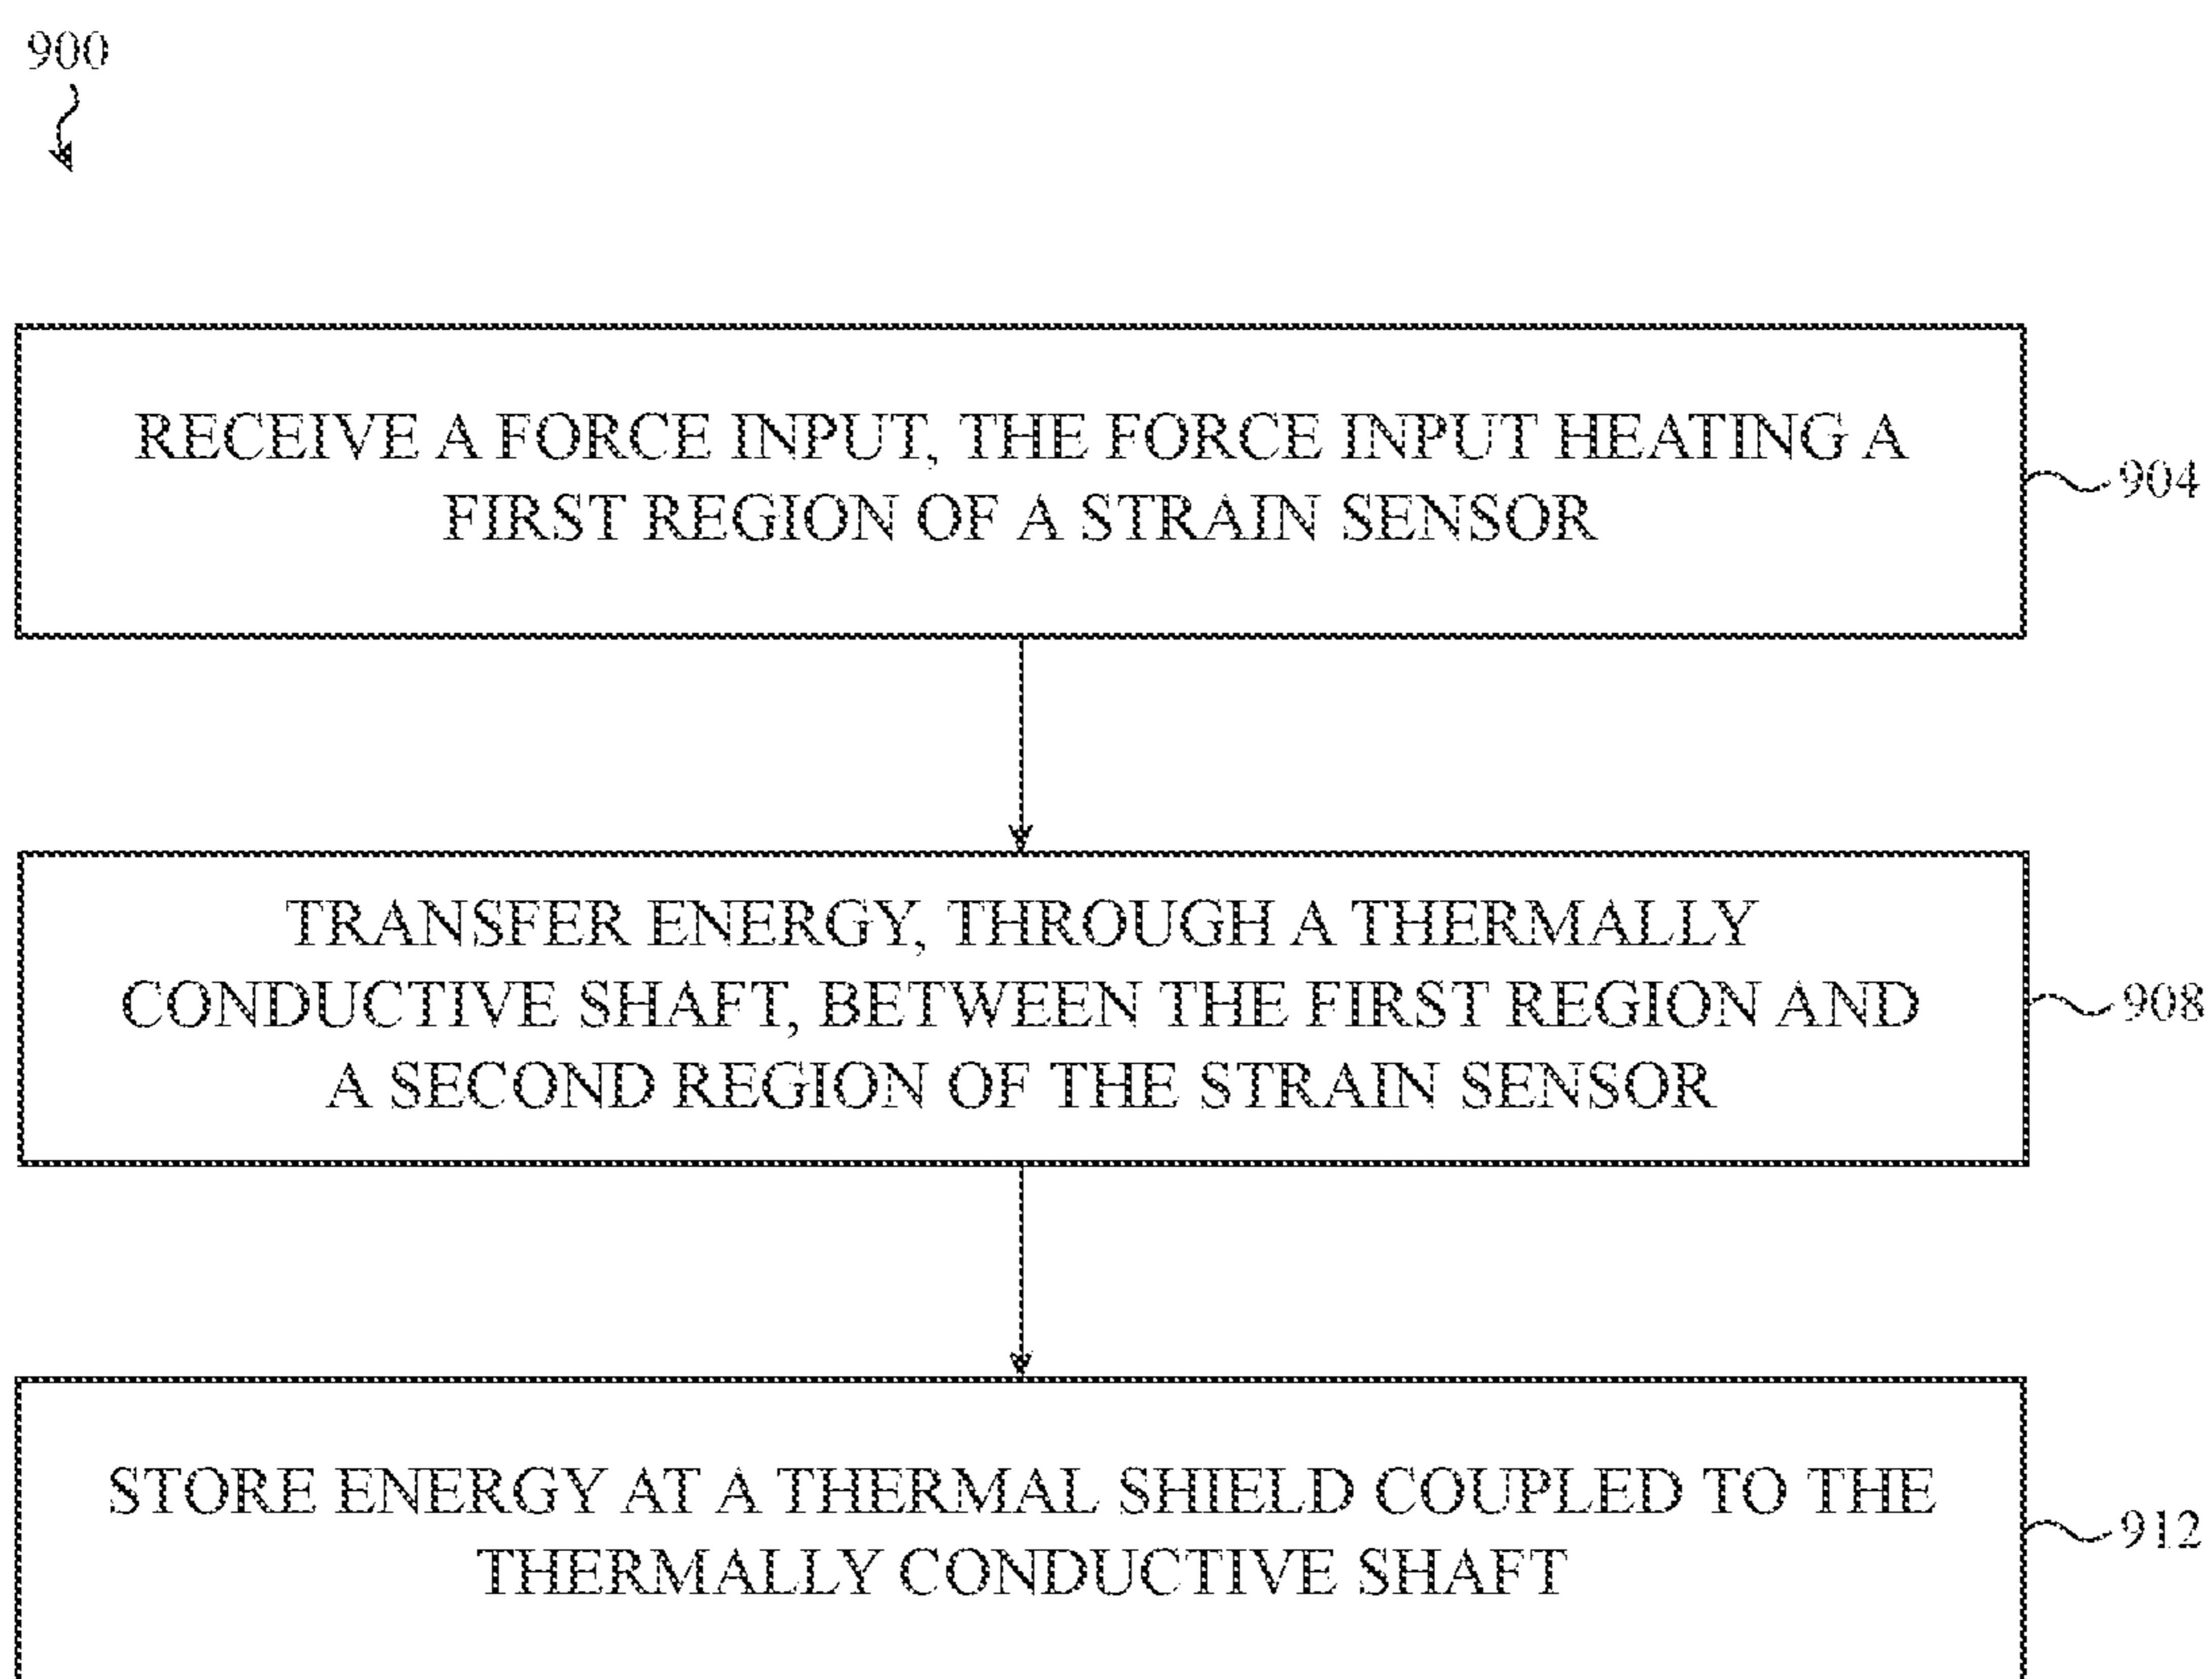 900
RECEIVE A FORCE INPUT, THE FORCE INPUT HEATING A
FIRST REGION OF A STRAIN SENSOR
904
TRANSFER ENERGY, THROUGH A THERMALLY
CONDUCTIVE SHAFT, BETWEEN THE FIRST REGION AND
A SECOND REGION OF THE STRAIN SENSOR
908
STORE ENERGY AT A THERMAL SHIELD COUPLED TO THE
THERMALLY CONDUCTIVE SHAFT
912